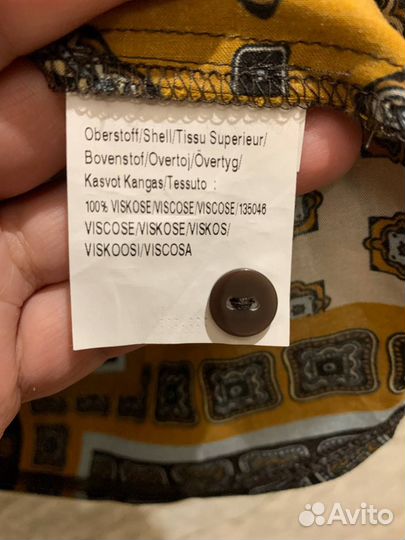 Oberstoff/Shell/Tissu Superieur/
Bovenstof/Overtoj/Övertyg/
Kasvot Kangas/Tessuto :
100% VISKOSE/VISCOSE/VISCOSE/135046
VISCOSE/VISKOSE/VISKOS/
VISKOOSI/VISCOSA
Avito